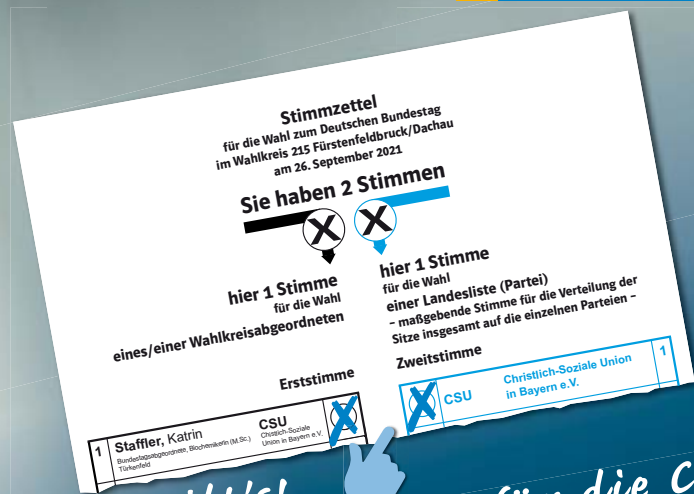 Stimmzettel
für die Wahl zum Deutschen Bundestag
im Wahlkreis 215 Fürstenfeldbruck/Dachau
am 26. September 2021
Sie haben 2 Stimmen
X X
hier 1 Stimme
für die Wahl
eines/einer Wahlkreisabgeordneten
Erststimme
1 Staffler, Katrin
Bundestagsabgeordnete, Biochemikerin (M.Sc.)
Türkenfeld
CSU
Christlich-Soziale
Union in Bayern e.V.
X
hier 1 Stimme
für die Wahl
einer Landesliste (Partei)
– maßgebende Stimme für die Verteilung der
Sitze insgesamt auf die einzelnen Parteien –
Zweitstimme
X CSU Christlich-Soziale Union 1
in Bayern e.V.
für die C